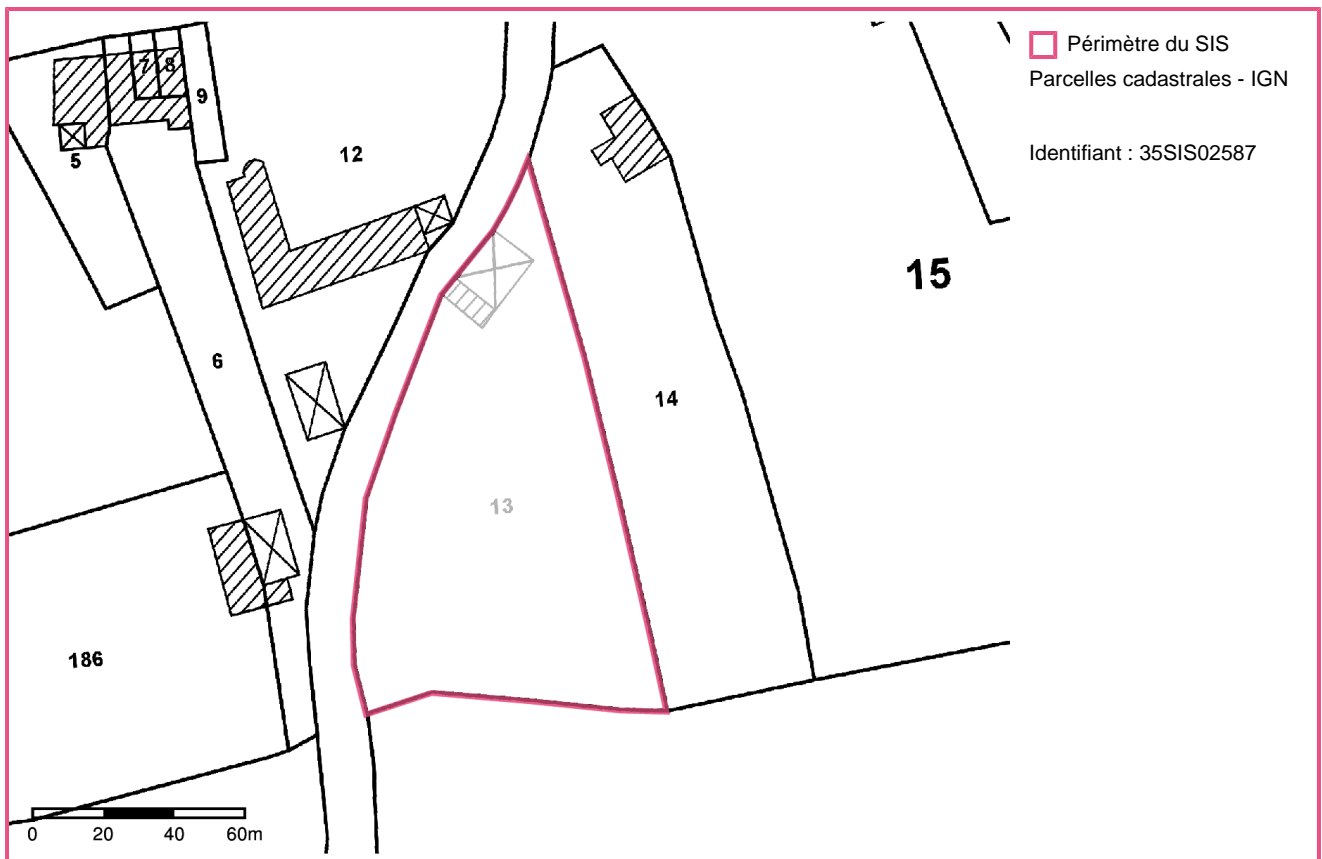 Périmètre du SIS
Parcelles cadastrales - IGN
Identifiant : 35SIS02587
7
8
9
5
12
15
6
14
13
186
0 20 40 60m